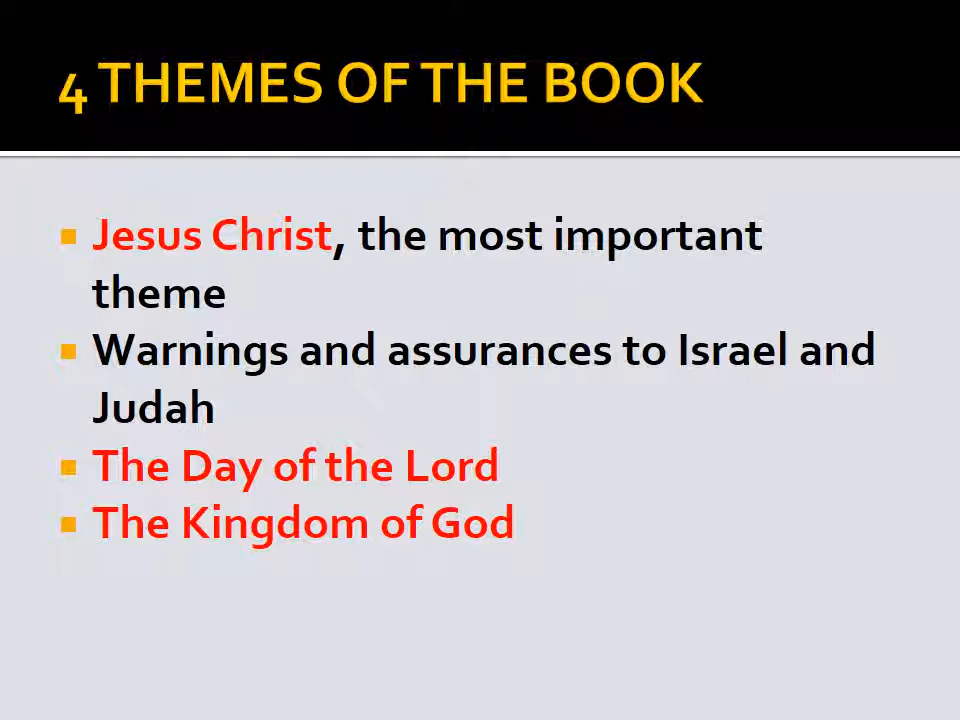 4 THEMES OF THE BOOK
Jesus Christ, the most important
theme
Warnings and assurances to Israel and
Judah
The Day of the Lord
The Kingdom of God